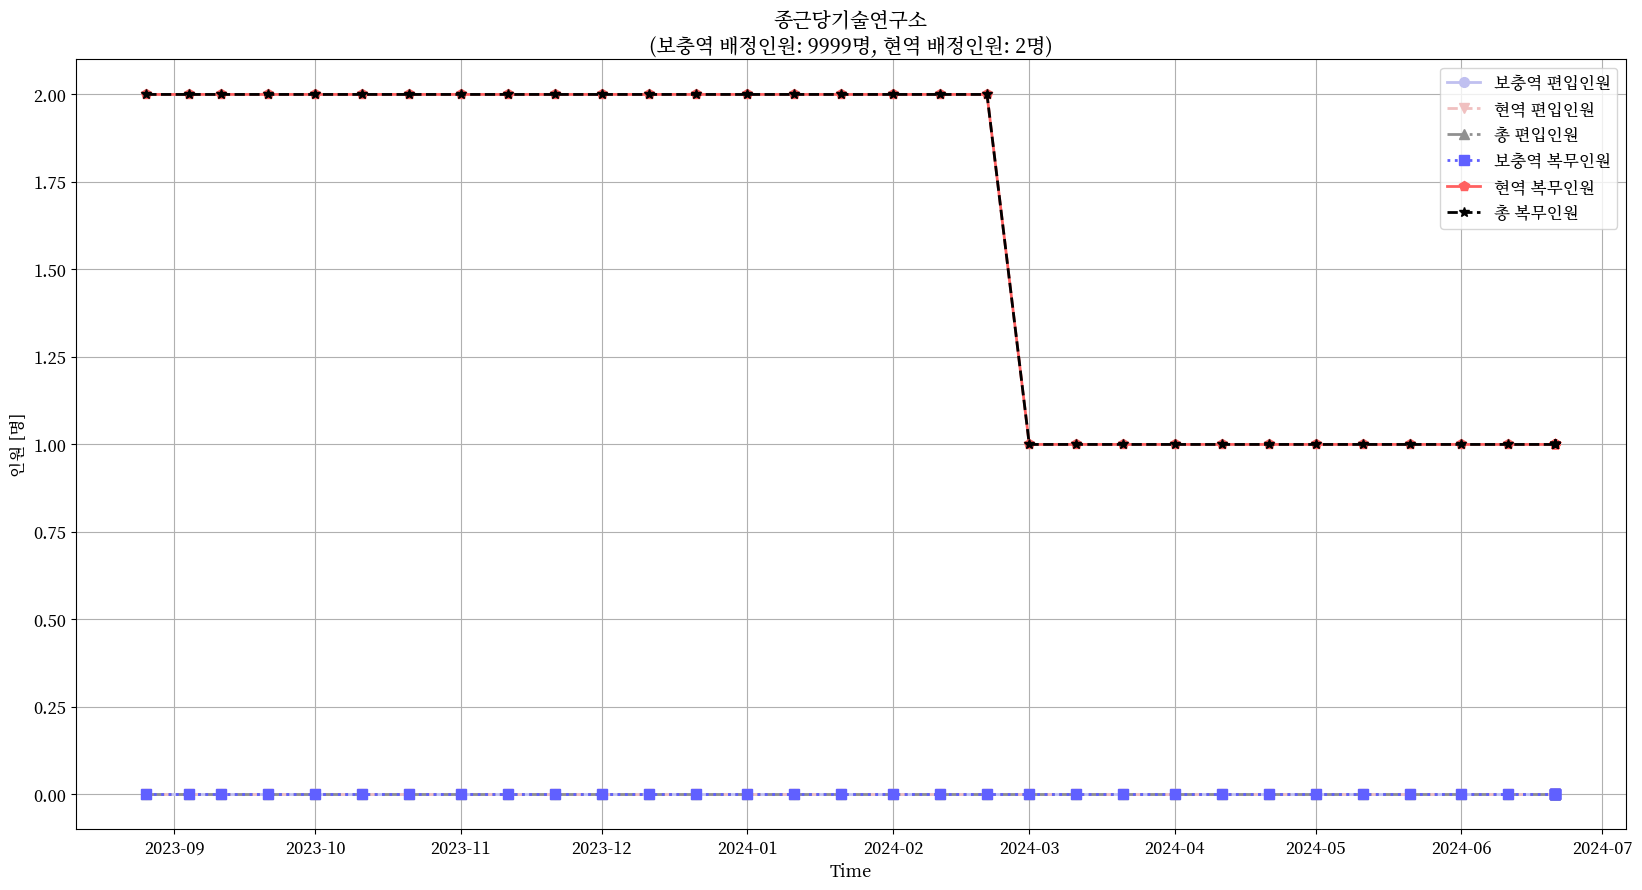 종근당기술연구소
(보충역 배정인원: 9999명, 현역 배정인원: 2명)
보충역 편입인원
현역 편입인원
총 편입인원
보충역 복무인원
현역 복무인원
총 복무인원
2.00
1.75
1.50
1.25
1.00
0.75
0.50
0.25
0.00
인원 [명]
2023-09
2023-10
2023-11
2023-12
2024-01
2024-02
2024-03
2024-04
2024-05
2024-06
2024-07
Time